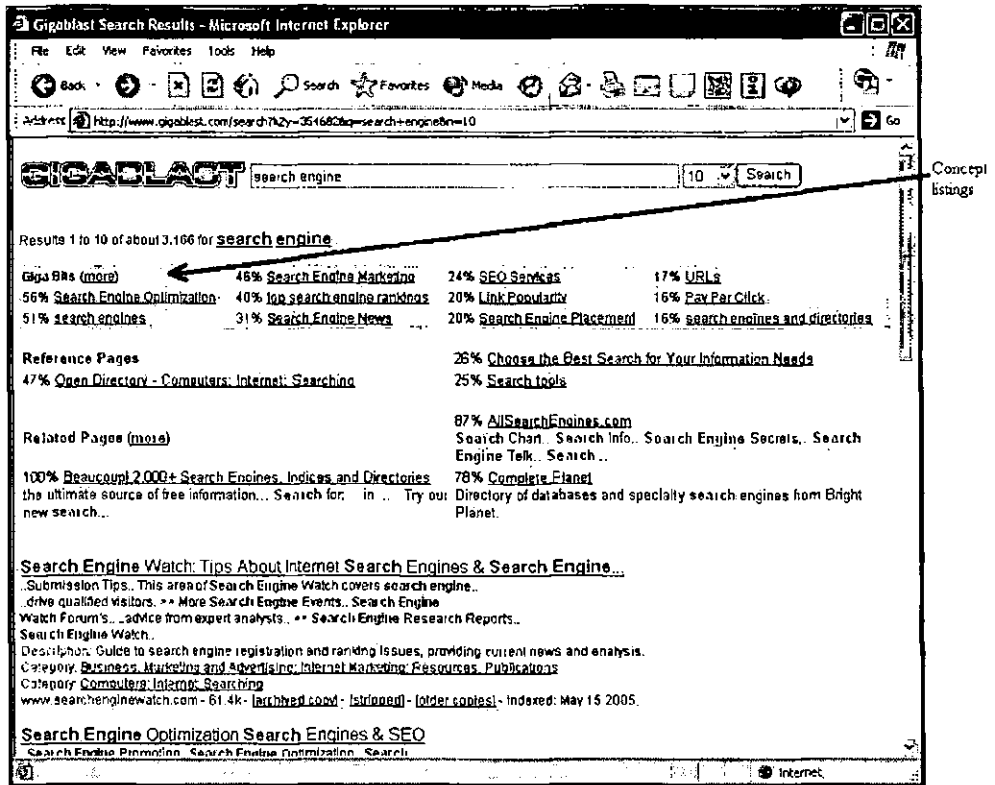 Gigablast Search Results - Microsoft Internet Explorer
File Edit View Favorites Tools Help
Back Search Favorites Media
Address http://www.gigablast.com/search?k2y=354682&q=search+engine&n=10 Go
GIGABLAST search engine 10 Search
Concept
listings
Results 1 to 10 of about 3,166 for search engine
Giga Bits (more) 46% Search Engine Marketing 24% SEO Services 17% URLs
56% Search Engine Optimization 40% top search engine rankings 20% Link Popularity 16% Pay Per Click
51% search engines 31% Search Engine News 20% Search Engine Placement 16% search engines and directories
Reference Pages 26% Choose the Best Search for Your Information Needs
47% Open Directory - Computers: Internet: Searching 25% Search tools
87% AllSearchEngines.com
Related Pages (more) Search Chan.. Search Info.. Search Engine Secrets,. Search
Engine Talk.. Search..
100% Beaucoup! 2,000+ Search Engines, Indices and Directories 78% Complete Planet
the ultimate source of free information... Search for: in .. Try our Directory of databases and specialty search engines from Bright
new search... Planet.
Search Engine Watch: Tips About Internet Search Engines & Search Engine...
..Submission Tips.. This area of Search Engine Watch covers search engine..
..drive qualified visitors. •• More Search Engine Events.. Search Engine
Watch Forum's.. ..advice from expert analysts.. •• Search Engine Research Reports..
Search Engine Watch..
Description: Guide to search engine registration and ranking issues, providing current news and analysis.
Category: Business: Marketing and Advertising: Internet Marketing: Resources: Publications
Category: Computers: Internet: Searching
www.searchenginewatch.com - 61.4k - [archived copy] - [stripped] - [older copies] - Indexed: May 15 2005
Search Engine Optimization Search Engines & SEO
Search Engine Promotion, Search Engine Optimization, Search
Internet